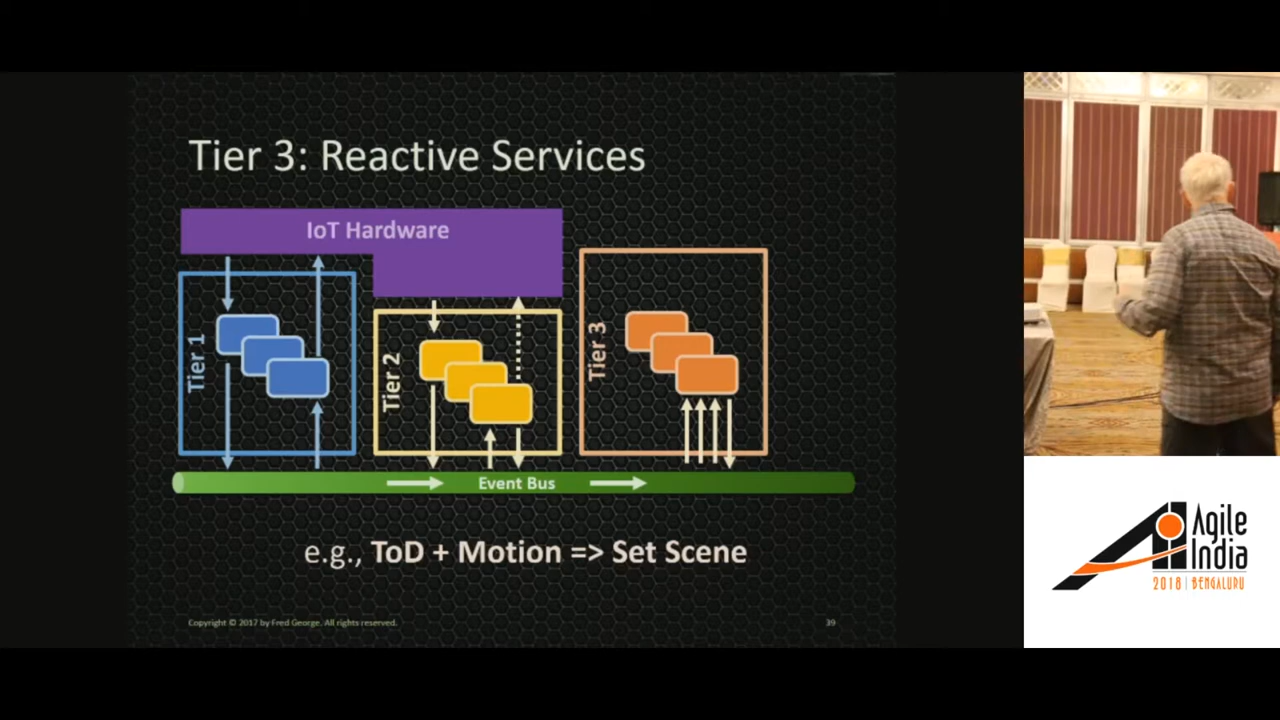 Tier 3: Reactive Services
IoT Hardware
Tier 1
Tier 2
Tier 3
Event Bus
e.g., ToD + Motion => Set Scene
Copyright © 2017 by Fred George. All rights reserved.
39
Agile
India
2018 | BENGALURU